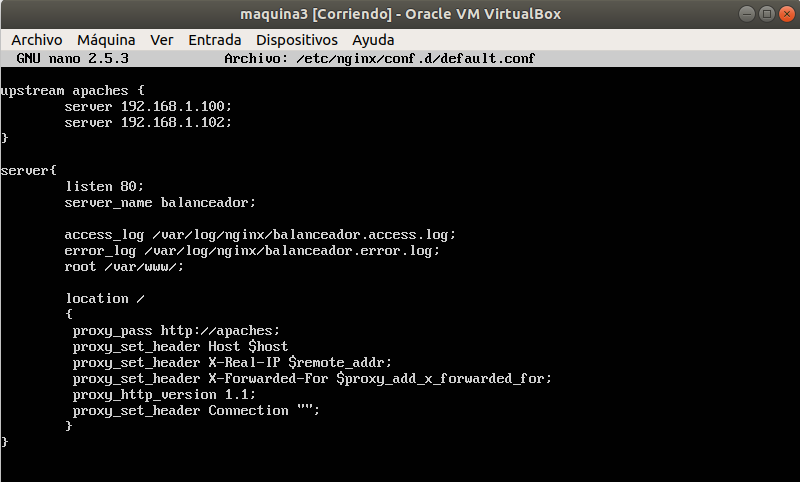 maquina3 [Corriendo] - Oracle VM VirtualBox
Archivo Máquina Ver Entrada Dispositivos Ayuda
GNU nano 2.5.3 Archivo: /etc/nginx/conf.d/default.conf
upstream apaches {
server 192.168.1.100;
server 192.168.1.102;
}
server{
listen 80;
server_name balanceador;
access_log /var/log/nginx/balanceador.access.log;
error_log /var/log/nginx/balanceador.error.log;
root /var/www/;
location /
{
proxy_pass http://apaches;
proxy_set_header Host $host
proxy_set_header X-Real-IP $remote_addr;
proxy_set_header X-Forwarded-For $proxy_add_x_forwarded_for;
proxy_http_version 1.1;
proxy_set_header Connection "";
}
}